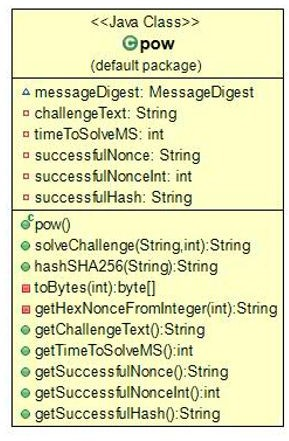 <<Java Class>>
pow
(default package)
messageDigest: MessageDigest
challengeText: String
timeToSolveMS: int
successfulNonce: String
successfulNonceInt: int
successfulHash: String
pow()
solveChallenge(String,int):String
hashSHA256(String):String
toBytes(int):byte[]
getHexNonceFromInteger(int):String
getChallengeText():String
getTimeToSolveMS():int
getSuccessfulNonce():String
getSuccessfulNonceInt():int
getSuccessfulHash():String